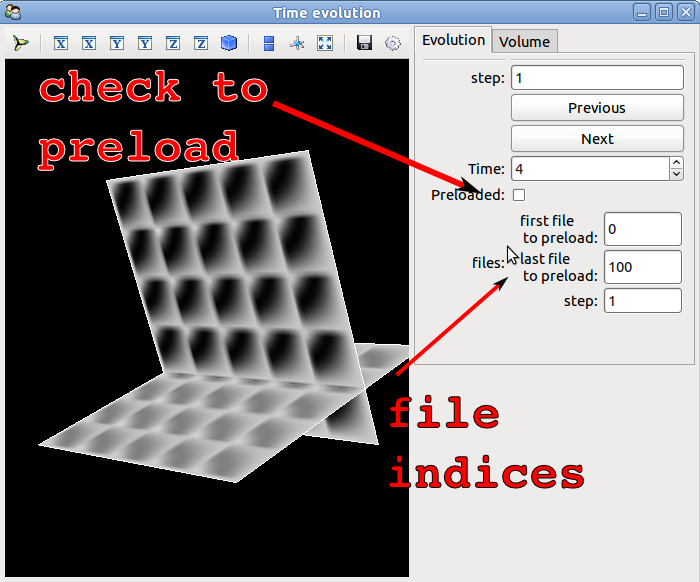 Time evolution
X X Y Y Z Z
Evolution Volume
check to
preload
step: 1
Previous
Next
Time: 4
Preloaded:
first file
to preload: 0
files:
last file
to preload: 100
step: 1
file
indices